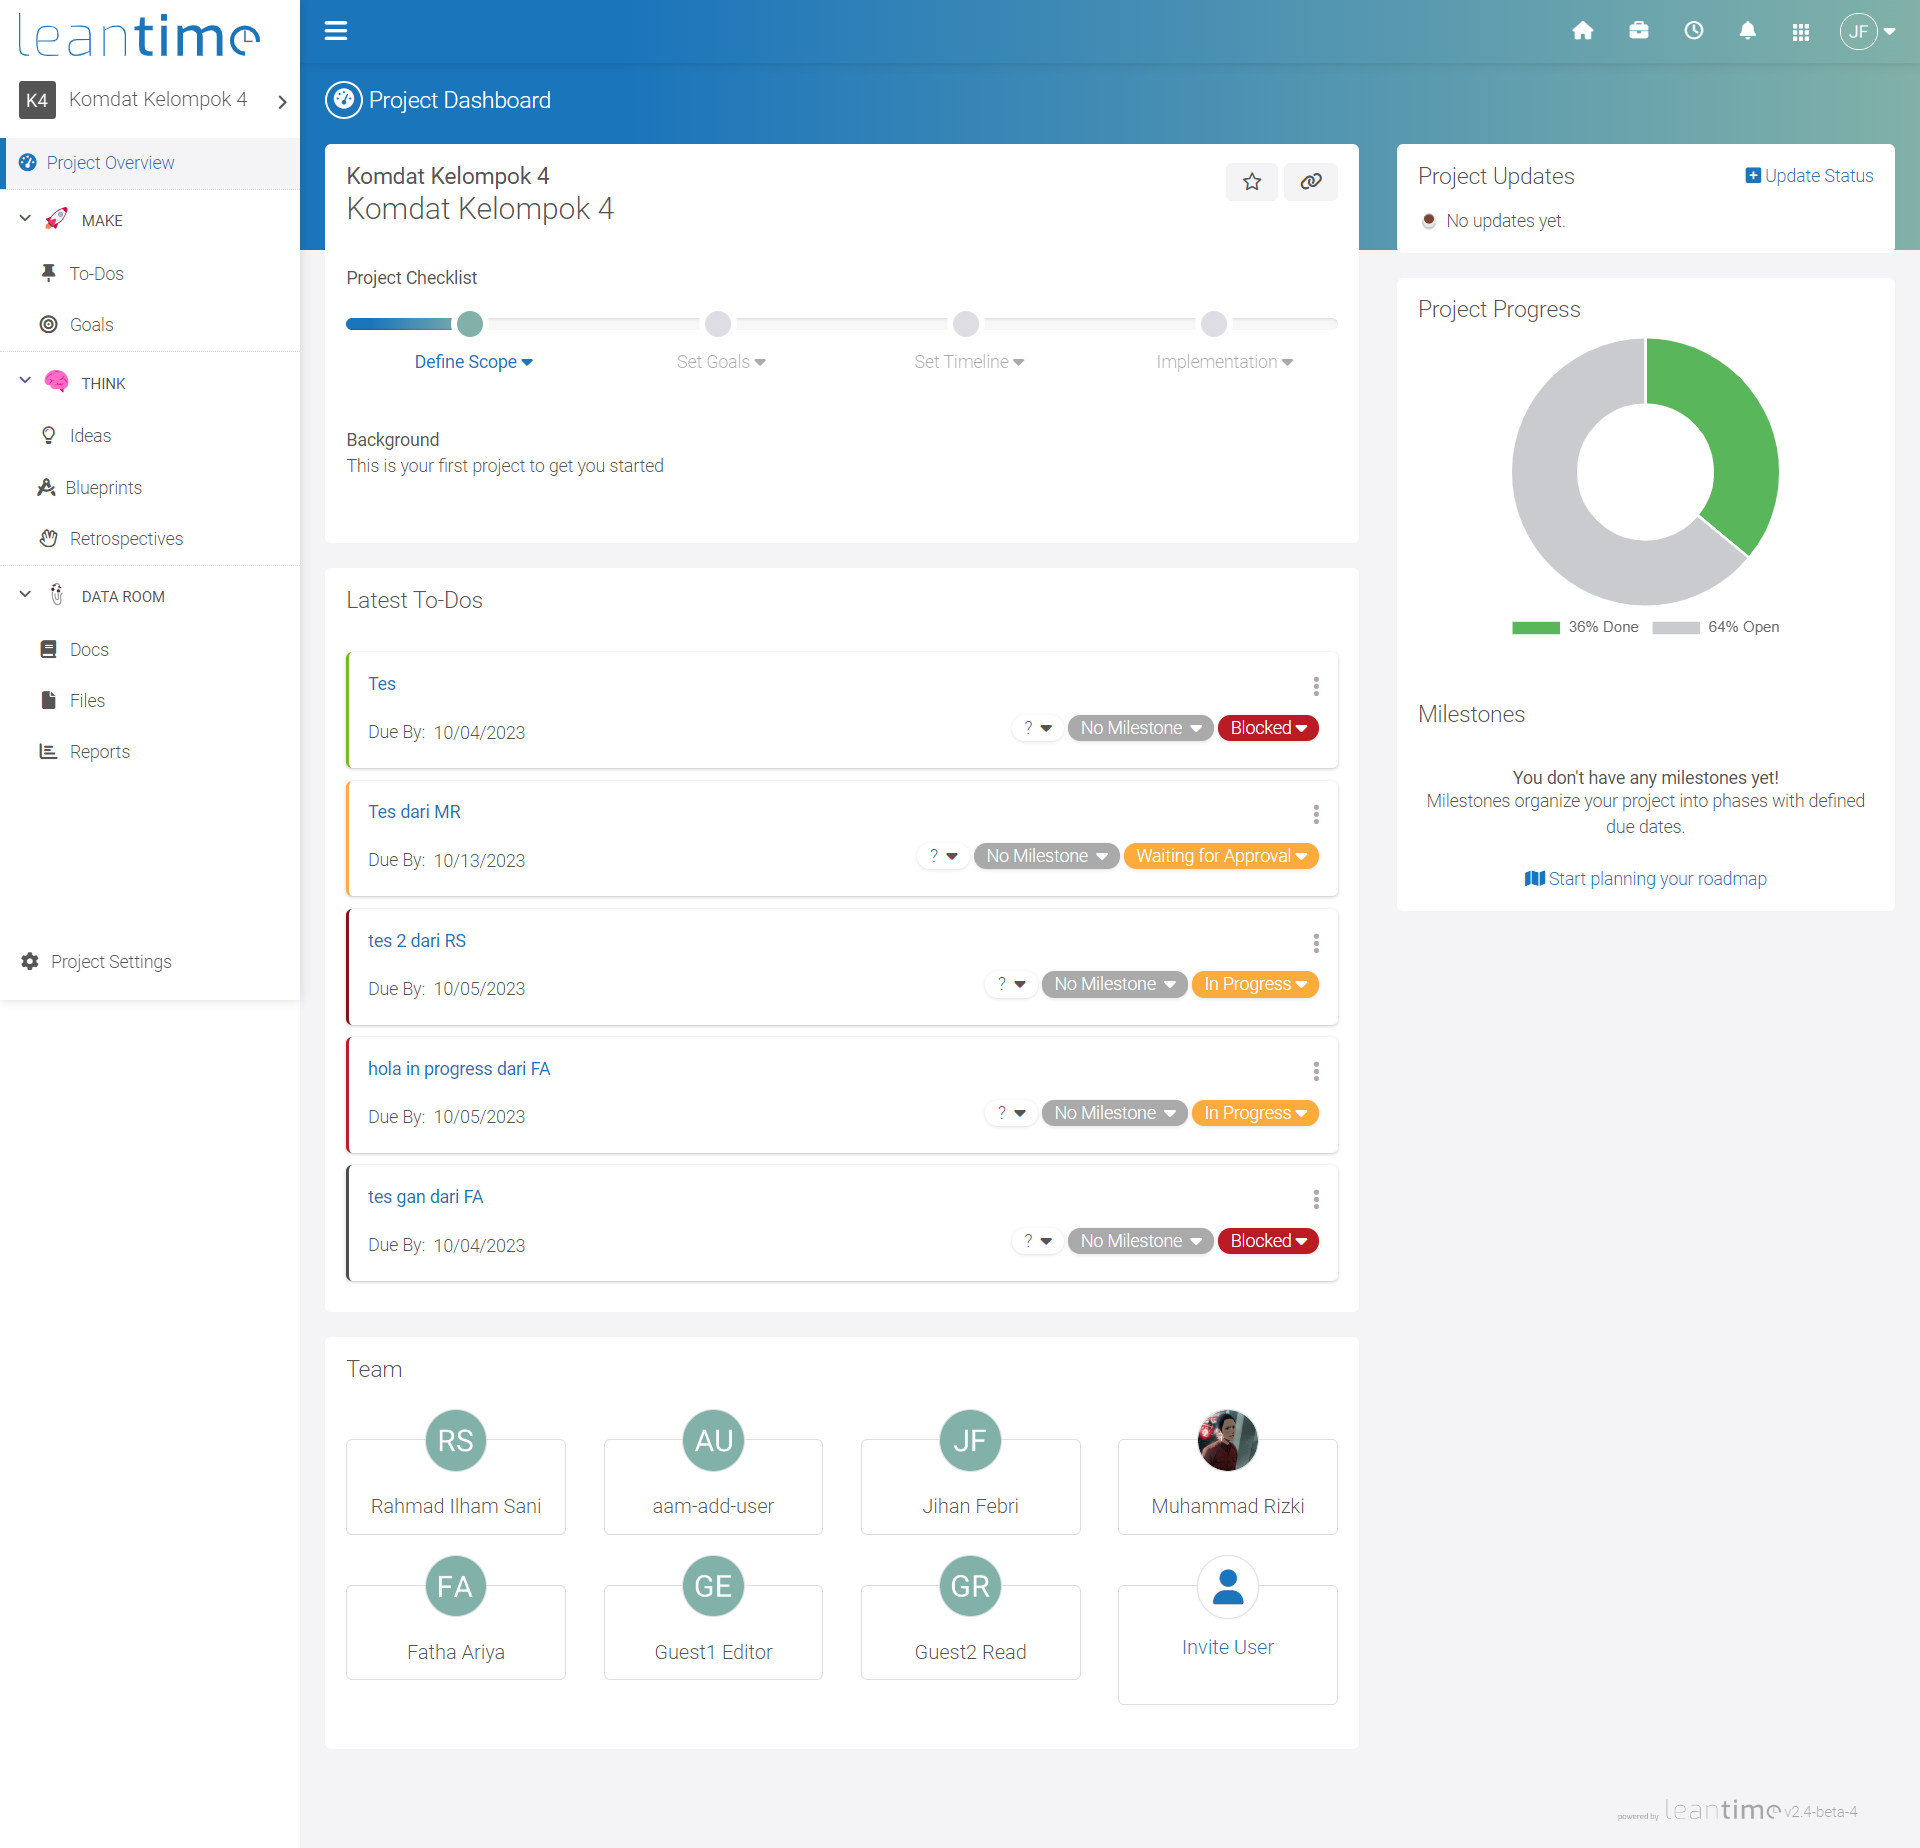 leantime
K4 Komdat Kelompok 4
Project Overview
MAKE
To-Dos
Goals
THINK
Ideas
Blueprints
Retrospectives
DATA ROOM
Docs
Files
Reports
Project Settings
JF
Project Dashboard
Komdat Kelompok 4
Komdat Kelompok 4
Project Checklist
Define Scope Set Goals Set Timeline Implementation
Background
This is your first project to get you started
Latest To-Dos
Tes
Due By: 10/04/2023 ? No Milestone Blocked
Tes dari MR
Due By: 10/13/2023 ? No Milestone Waiting for Approval
tes 2 dari RS
Due By: 10/05/2023 ? No Milestone In Progress
hola in progress dari FA
Due By: 10/05/2023 ? No Milestone In Progress
tes gan dari FA
Due By: 10/04/2023 ? No Milestone Blocked
Team
RS AU JF
Rahmad Ilham Sani aam-add-user Jihan Febri Muhammad Rizki
FA GE GR
Fatha Ariya Guest1 Editor Guest2 Read Invite User
Project Updates Update Status
No updates yet.
Project Progress
36% Done 64% Open
Milestones
You don't have any milestones yet!
Milestones organize your project into phases with defined
due dates.
Start planning your roadmap
powered by leantime v2.4-beta-4